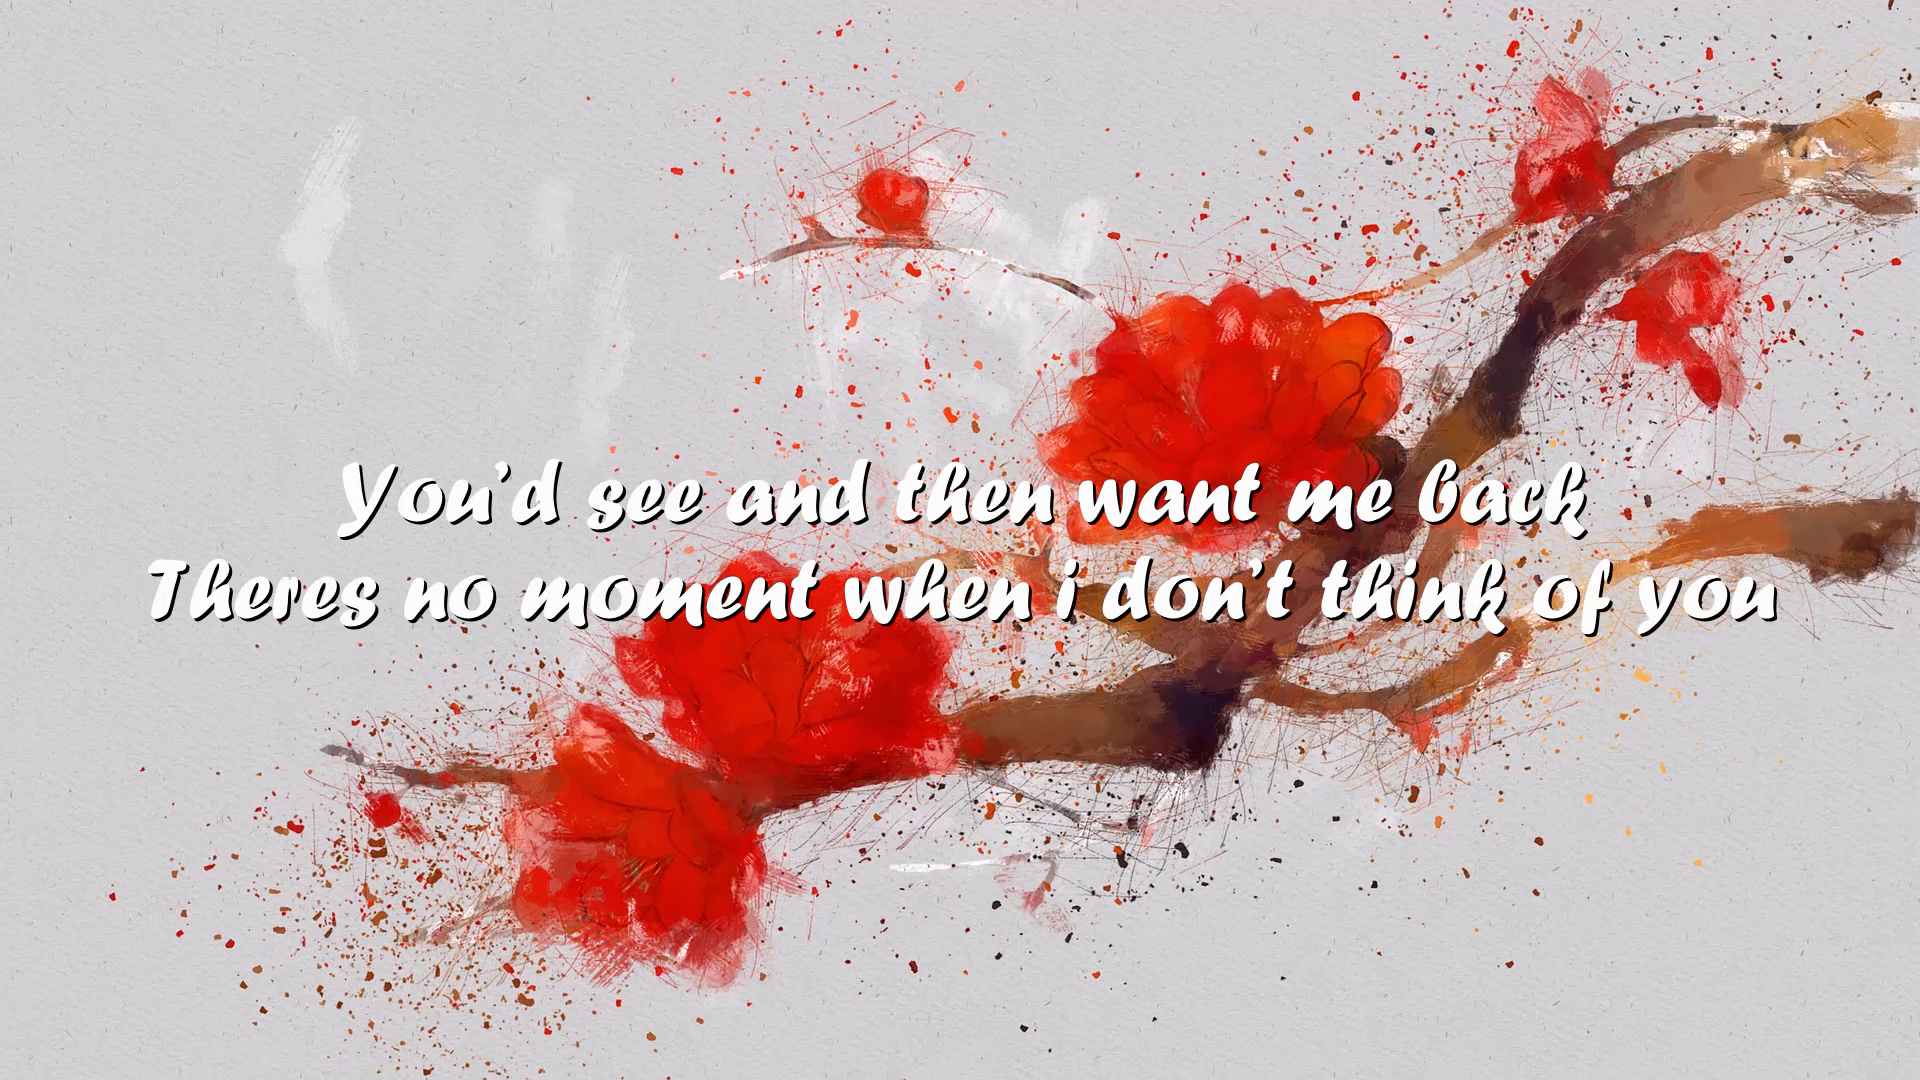 You'd see and then want me back
Theres no moment when i don't think of you